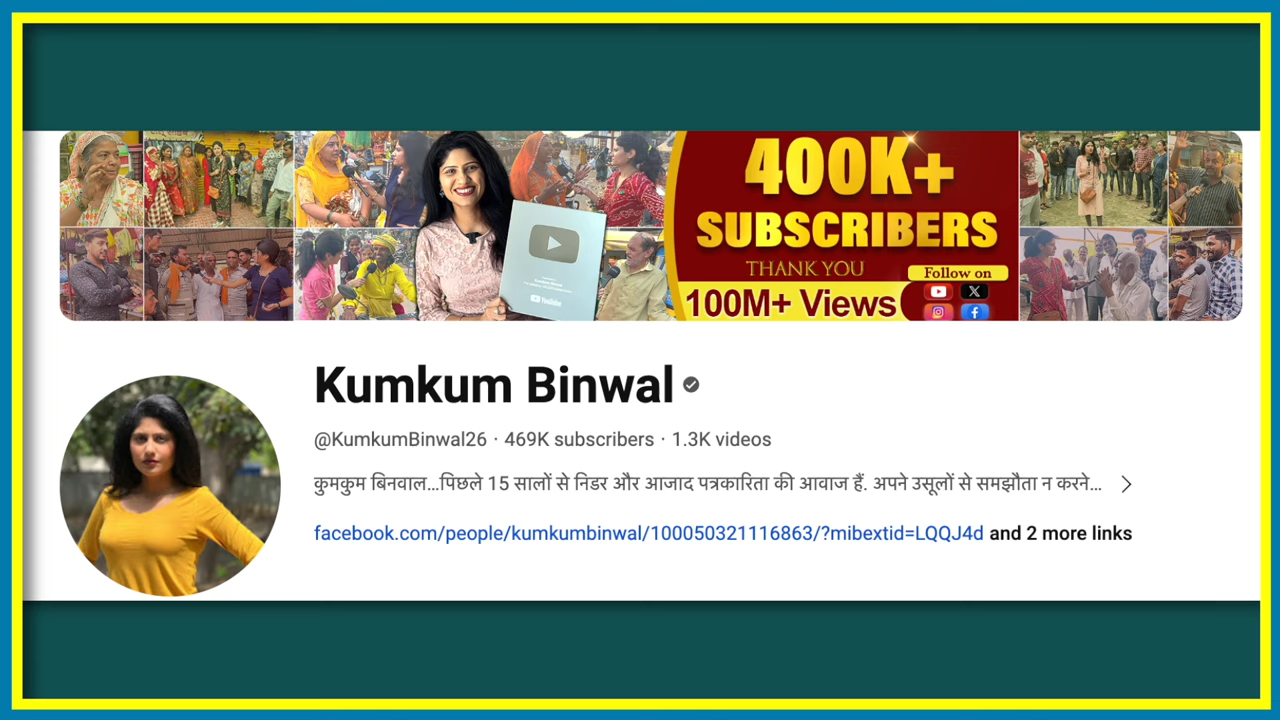 400K+
SUBSCRIBERS
THANK YOU
Follow on
100M+ Views
YouTube
Kumkum Binwal
@KumkumBinwal26 · 469K subscribers · 1.3K videos
कुमकुम बिनवाल...पिछले 15 सालों से निडर और आजाद पत्रकारिता की आवाज हैं. अपने उसूलों से समझौता न करने...
facebook.com/people/kumkumbinwal/100050321116863/?mibextid=LQQJ4d and 2 more links